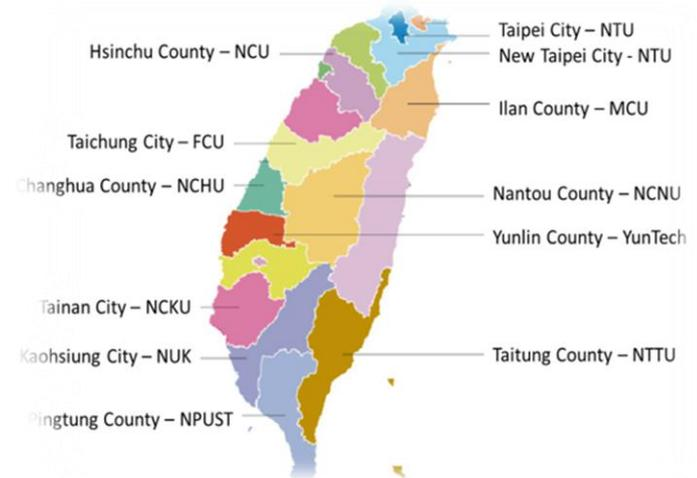 Taipei City – NTU
Hsinchu County – NCU
New Taipei City - NTU
Ilan County – MCU
Taichung City – FCU
Changhua County – NCHU
Nantou County – NCNU
Yunlin County – YunTech
Tainan City – NCKU
Kaohsiung City – NUK
Taitung County – NTTU
Pingtung County – NPUST